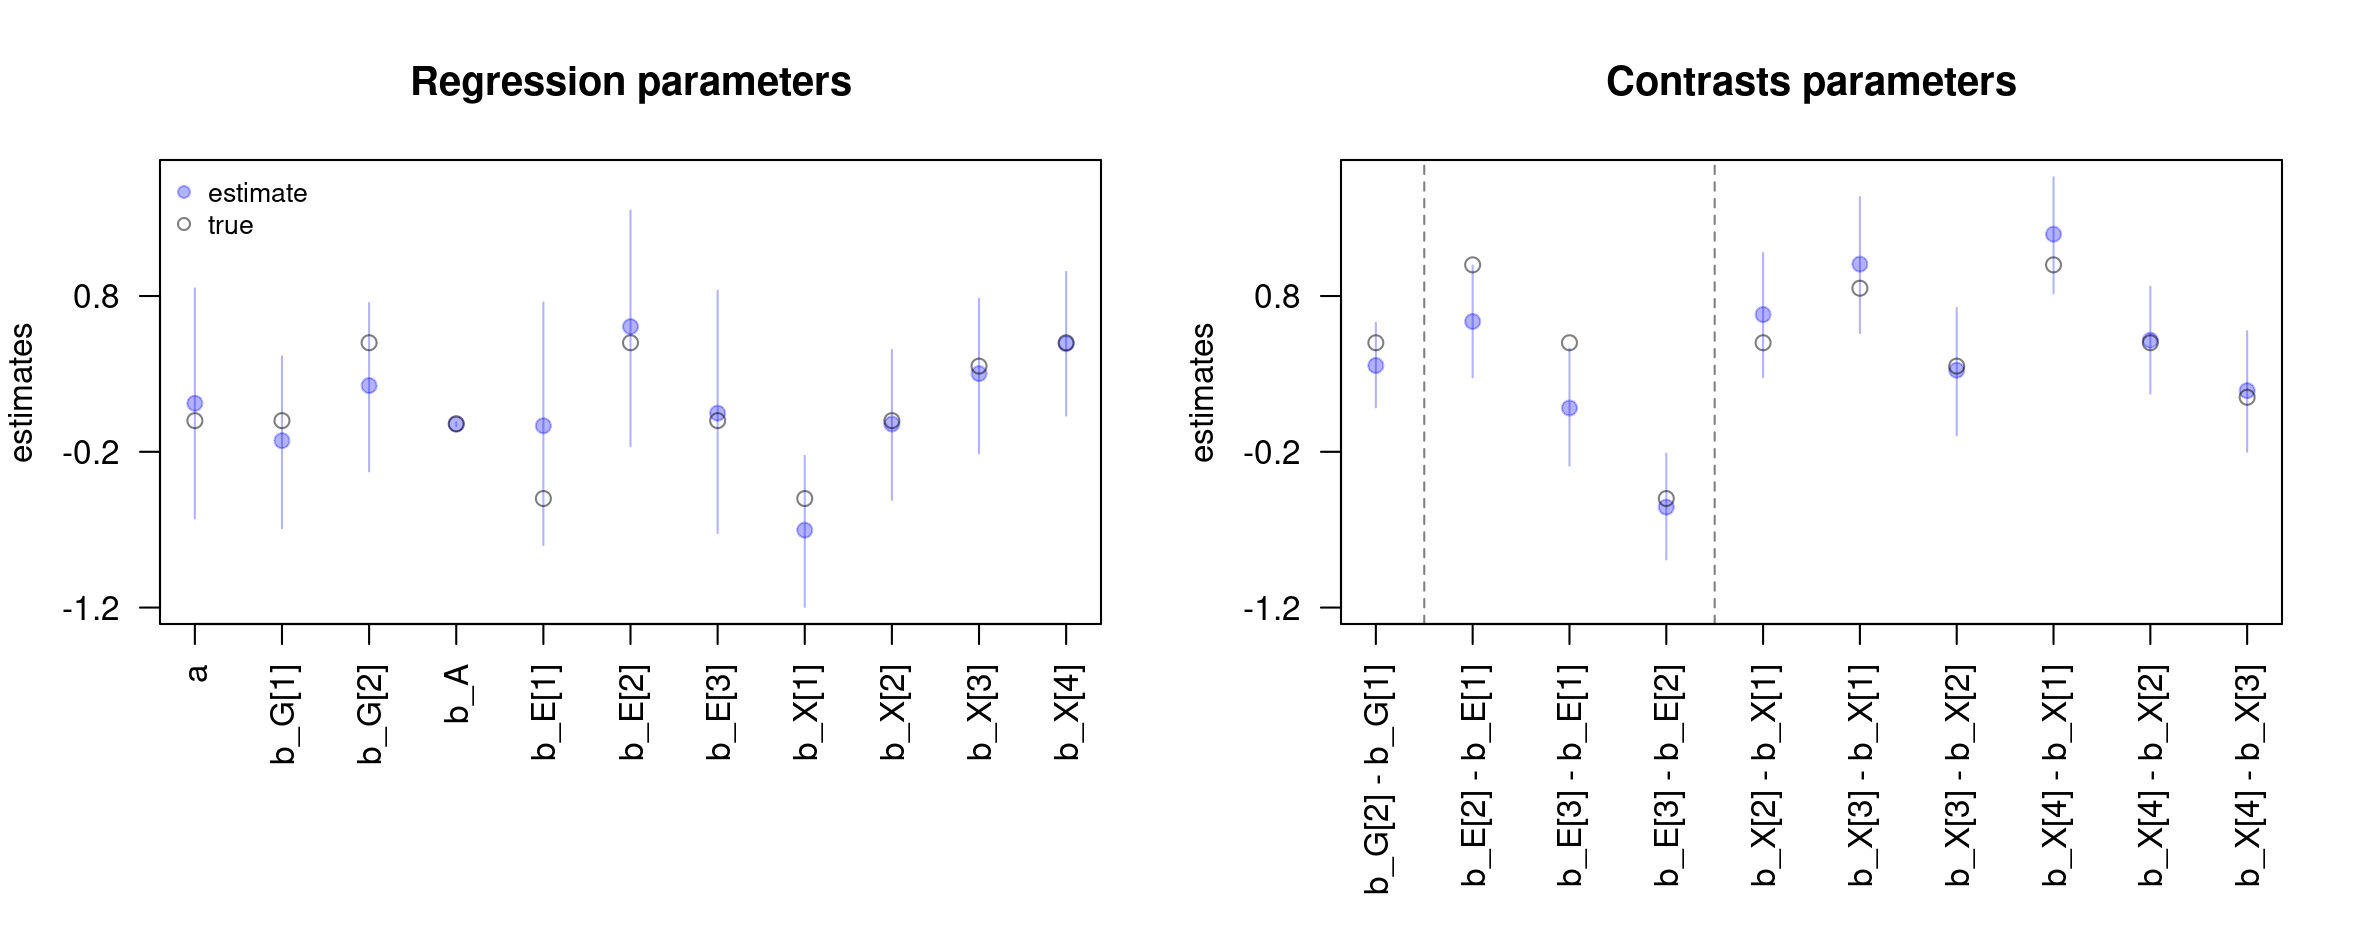 Regression parameters
estimate
true
estimates
0.8
-0.2
-1.2
a
b_G[1]
b_G[2]
b_A
b_E[1]
b_E[2]
b_E[3]
b_X[1]
b_X[2]
b_X[3]
b_X[4]
Contrasts parameters
estimates
0.8
-0.2
-1.2
b_G[2] - b_G[1]
b_E[2] - b_E[1]
b_E[3] - b_E[1]
b_E[3] - b_E[2]
b_X[2] - b_X[1]
b_X[3] - b_X[1]
b_X[3] - b_X[2]
b_X[4] - b_X[1]
b_X[4] - b_X[2]
b_X[4] - b_X[3]